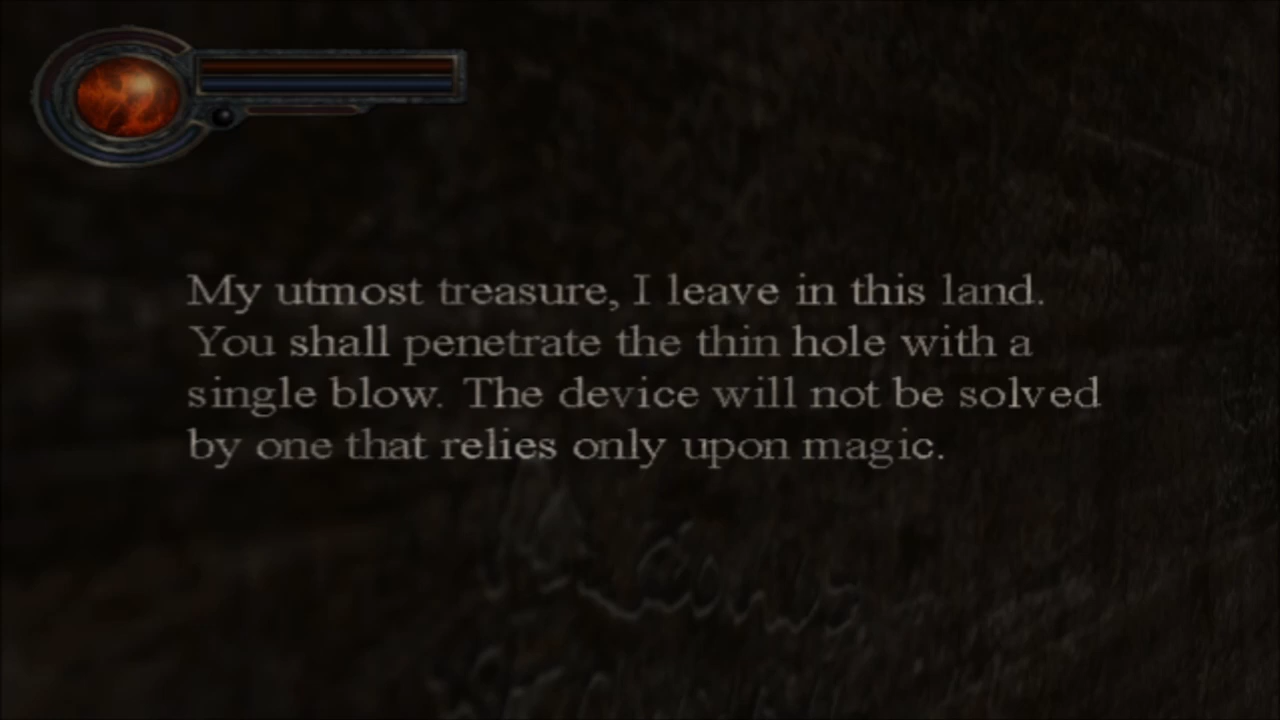 My utmost treasure, I leave in this land.
You shall penetrate the thin hole with a
single blow. The device will not be solved
by one that relies only upon magic.